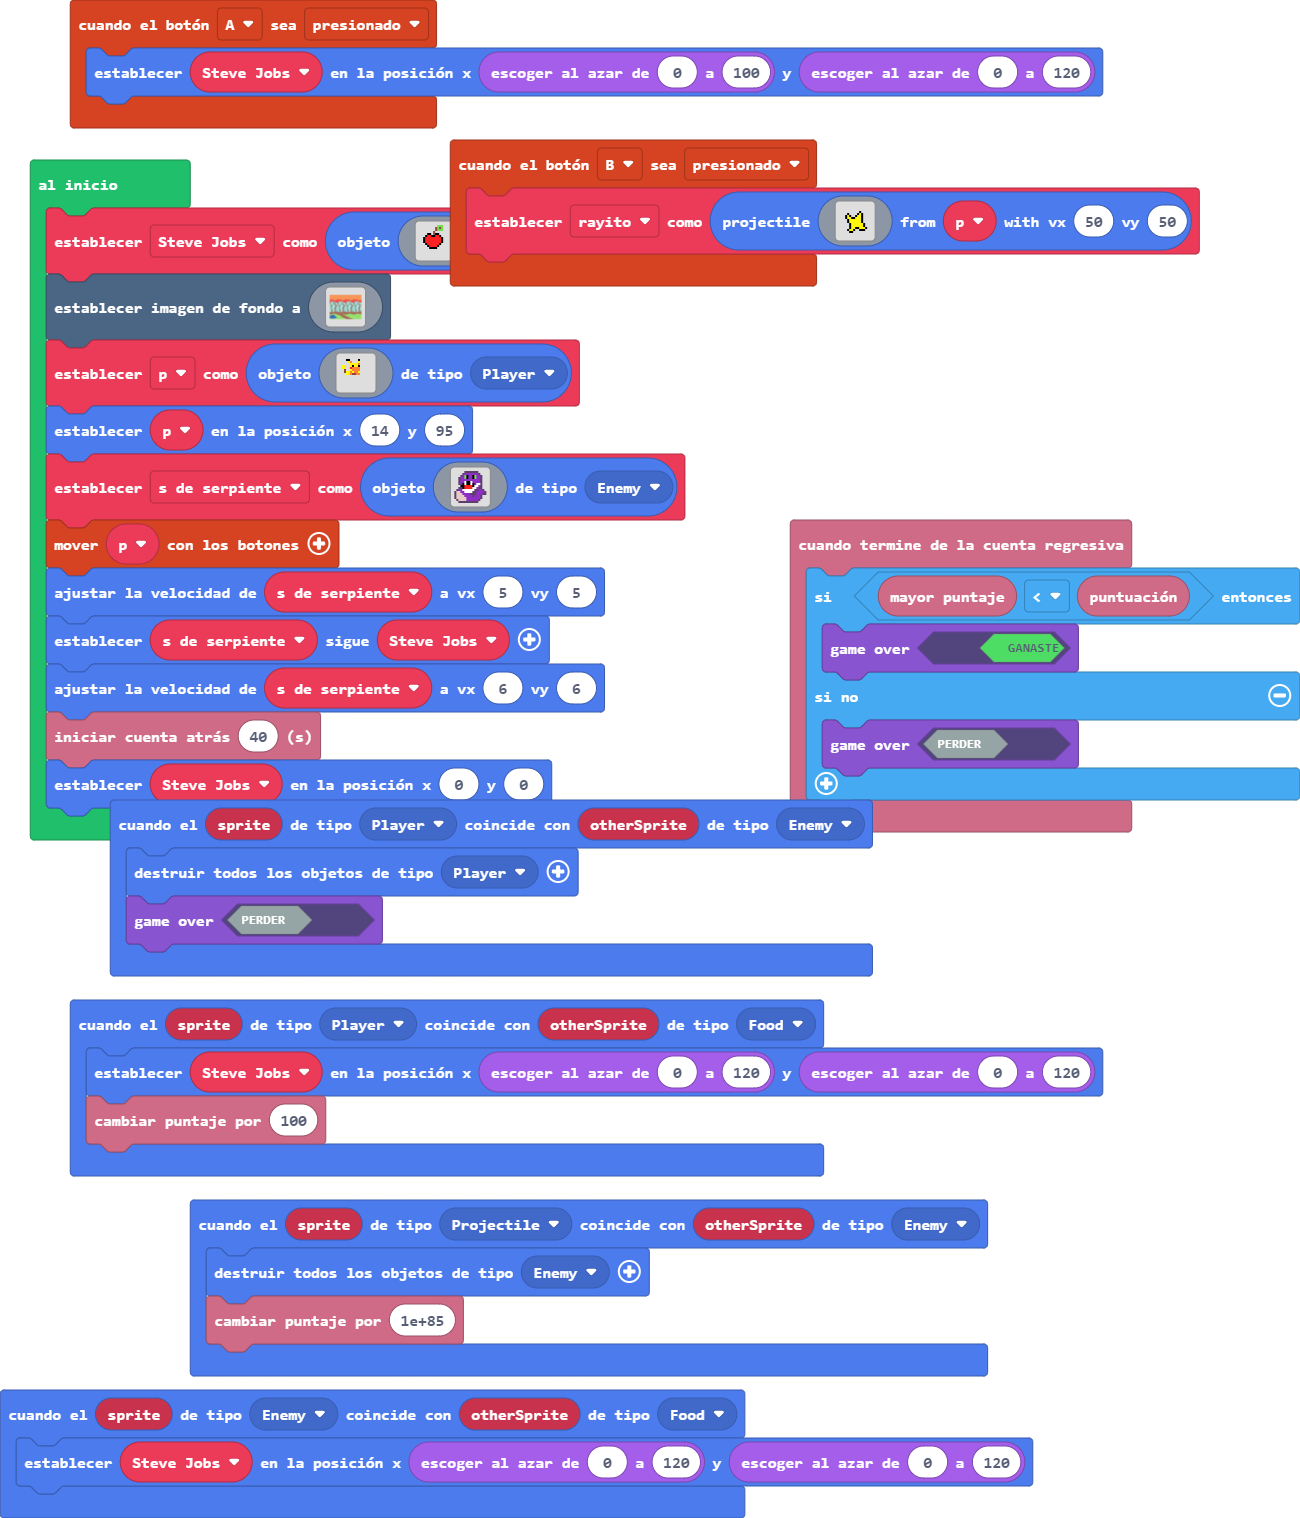 cuando el botón A sea presionado
establecer Steve Jobs en la posición x escoger al azar de 0 a 100 y escoger al azar de 0 a 120
cuando el botón B sea presionado
establecer rayito como projectile from p with vx 50 vy 50
al inicio
establecer Steve Jobs como objeto
establecer imagen de fondo a
establecer p como objeto de tipo Player
establecer p en la posición x 14 y 95
establecer s de serpiente como objeto de tipo Enemy
mover p con los botones
ajustar la velocidad de s de serpiente a vx 5 vy 5
establecer s de serpiente sigue Steve Jobs
ajustar la velocidad de s de serpiente a vx 6 vy 6
iniciar cuenta atrás 40 (s)
establecer Steve Jobs en la posición x 0 y 0
cuando termine de la cuenta regresiva
si mayor puntaje < puntuación entonces
game over GANASTE
si no
game over PERDER
cuando el sprite de tipo Player coincide con otherSprite de tipo Enemy
destruir todos los objetos de tipo Player
game over PERDER
cuando el sprite de tipo Player coincide con otherSprite de tipo Food
establecer Steve Jobs en la posición x escoger al azar de 0 a 120 y escoger al azar de 0 a 120
cambiar puntaje por 100
cuando el sprite de tipo Projectile coincide con otherSprite de tipo Enemy
destruir todos los objetos de tipo Enemy
cambiar puntaje por 1e+85
cuando el sprite de tipo Enemy coincide con otherSprite de tipo Food
establecer Steve Jobs en la posición x escoger al azar de 0 a 120 y escoger al azar de 0 a 120